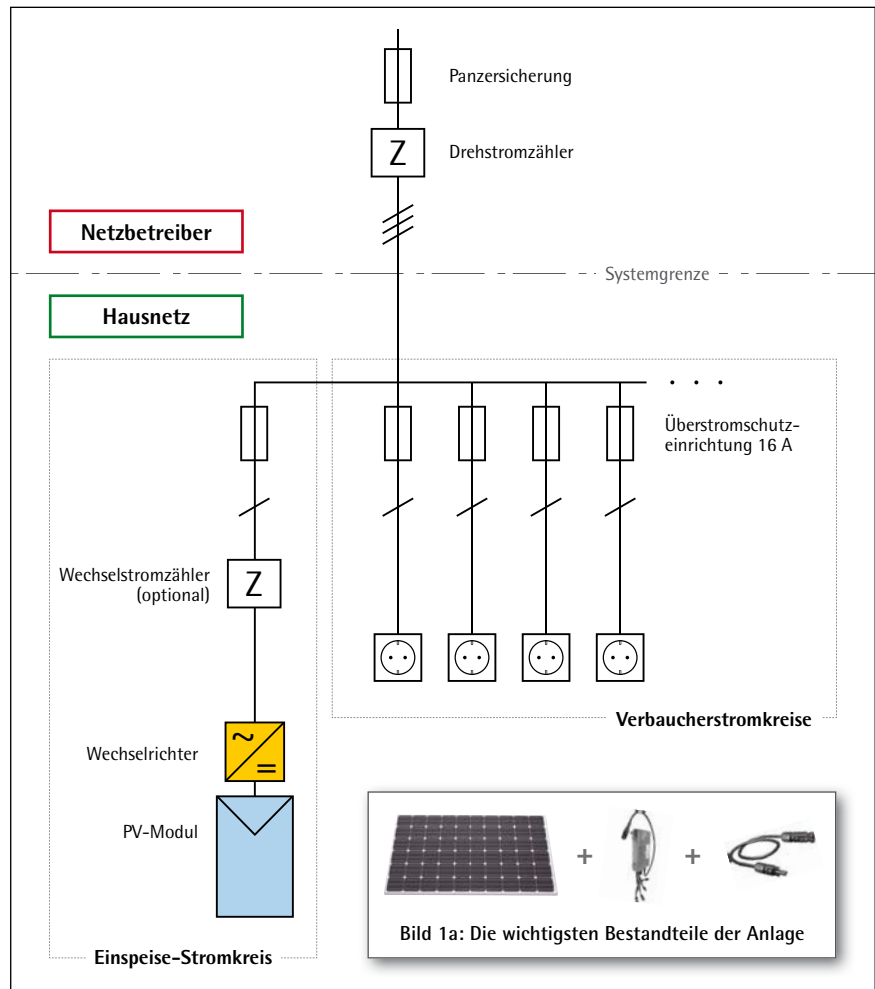 Panzersicherung
Z
Drehstromzähler
Netzbetreiber
Systemgrenze
Hausnetz
. . .
Überstromschutz-
einrichtung 16 A
Wechselstromzähler
(optional)
Z
Verbaucherstromkreise
Wechselrichter
~
=
PV-Modul
+
+
Bild 1a: Die wichtigsten Bestandteile der Anlage
Einspeise-Stromkreis